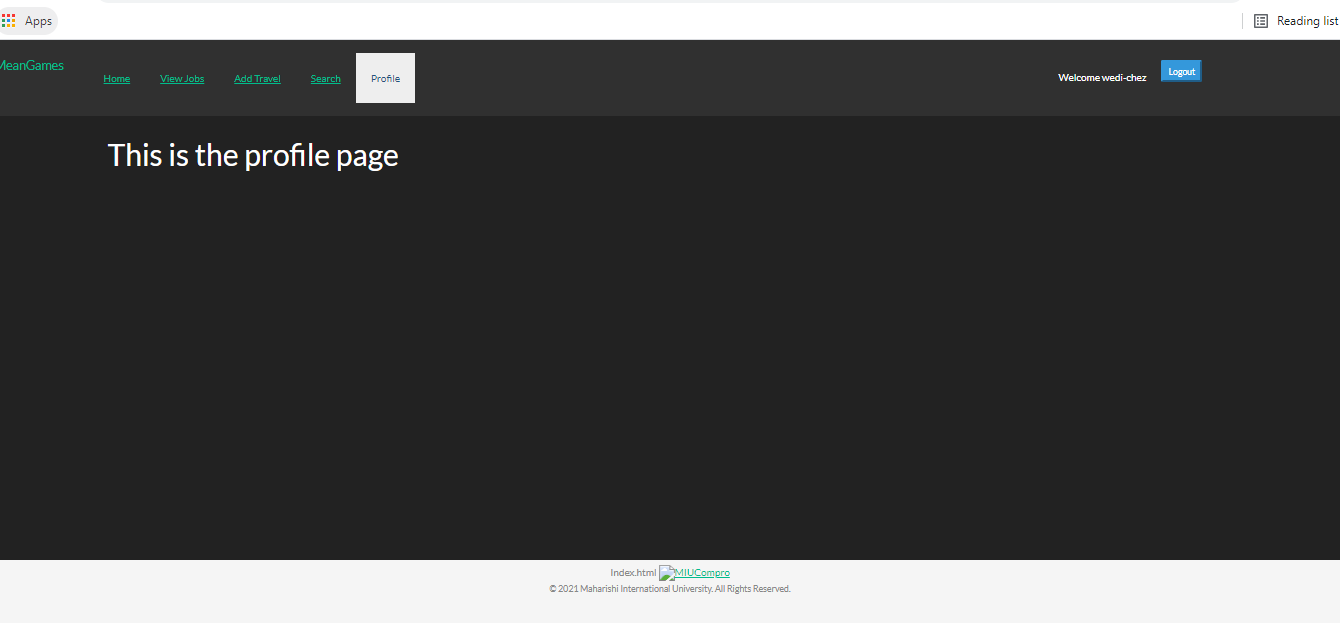 Apps Reading list
MeanGames
Home View Jobs Add Travel Search Profile Welcome wedi-chez Logout
This is the profile page
Index.html MIUCompro
© 2021 Maharishi International University. All Rights Reserved.